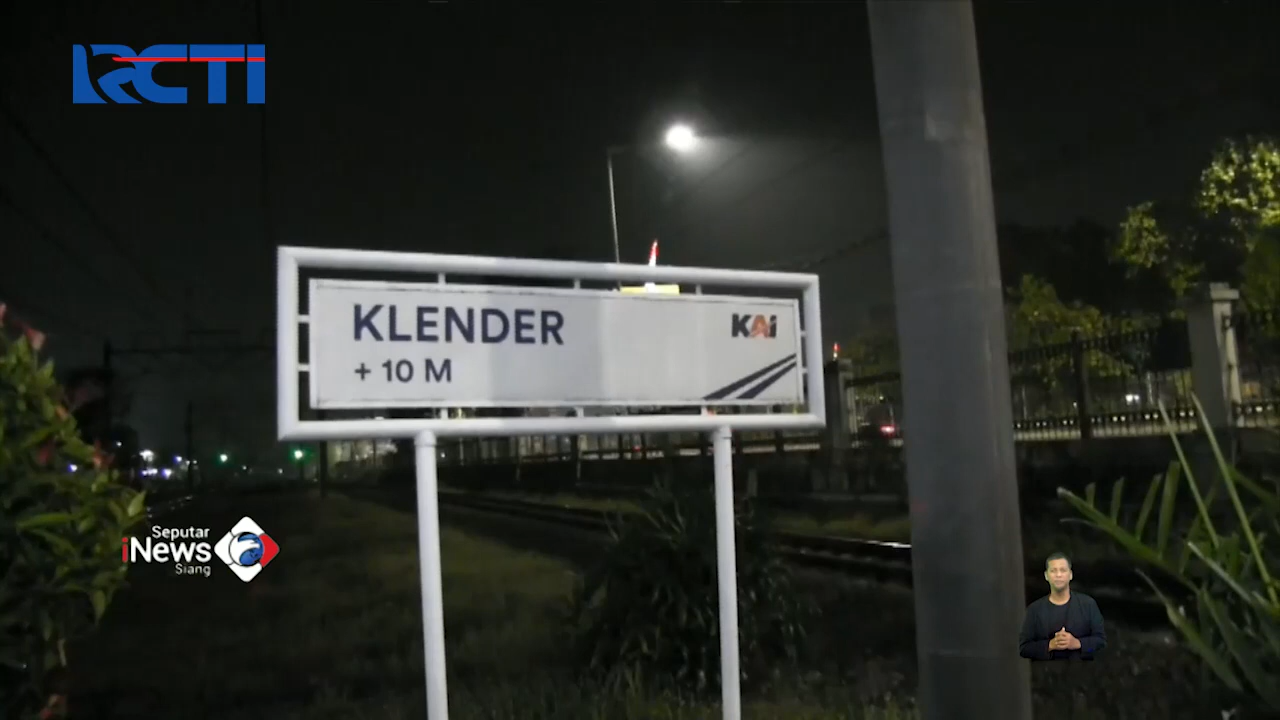 RCTI
KLENDER
+ 10 M
KAI
Seputar
iNews
Siang